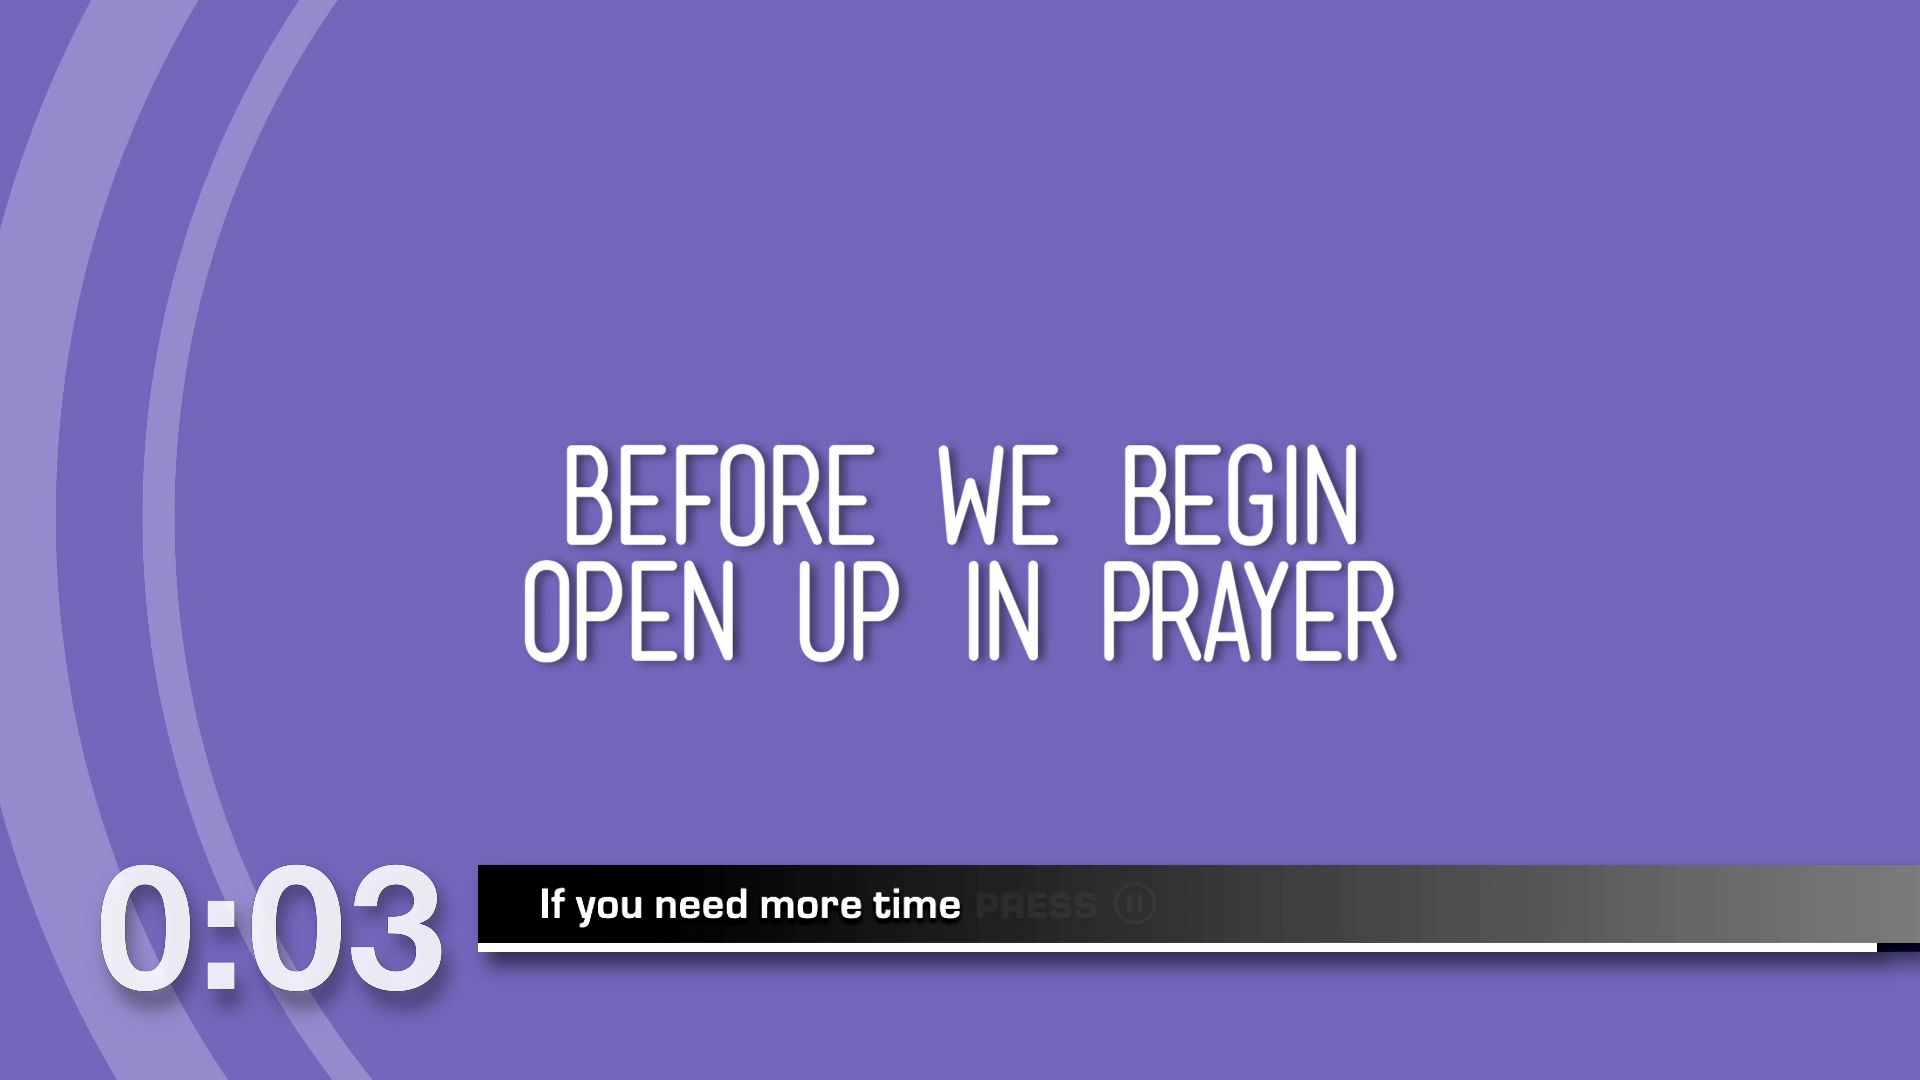 BEFORE WE BEGIN
OPEN UP IN PRAYER
0:03
If you need more time PRESS